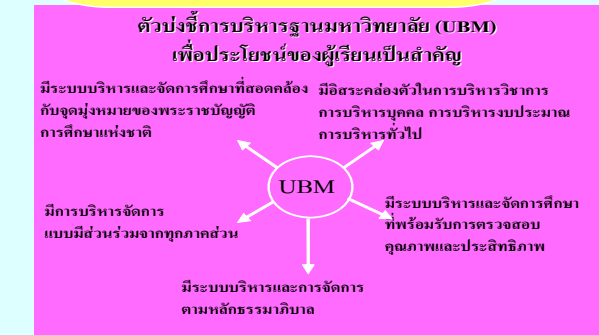 ตัวบ่งชี้การบริหารฐานมหาวิทยาลัย (UBM)
เพื่อประโยชน์ของผู้เรียนเป็นสำคัญ
มีระบบบริหารและจัดการศึกษาที่สอดคล้อง
กับจุดมุ่งหมายของพระราชบัญญัติ
การศึกษาแห่งชาติ
มีอิสระคล่องตัวในการบริหารวิชาการ
การบริหารบุคคล การบริหารงบประมาณ
การบริหารทั่วไป
UBM
มีการบริหารจัดการ
แบบมีส่วนร่วมจากทุกภาคส่วน
มีระบบบริหารและจัดการศึกษา
ที่พร้อมรับการตรวจสอบ
คุณภาพและประสิทธิภาพ
มีระบบบริหารและการจัดการ
ตามหลักธรรมาภิบาล